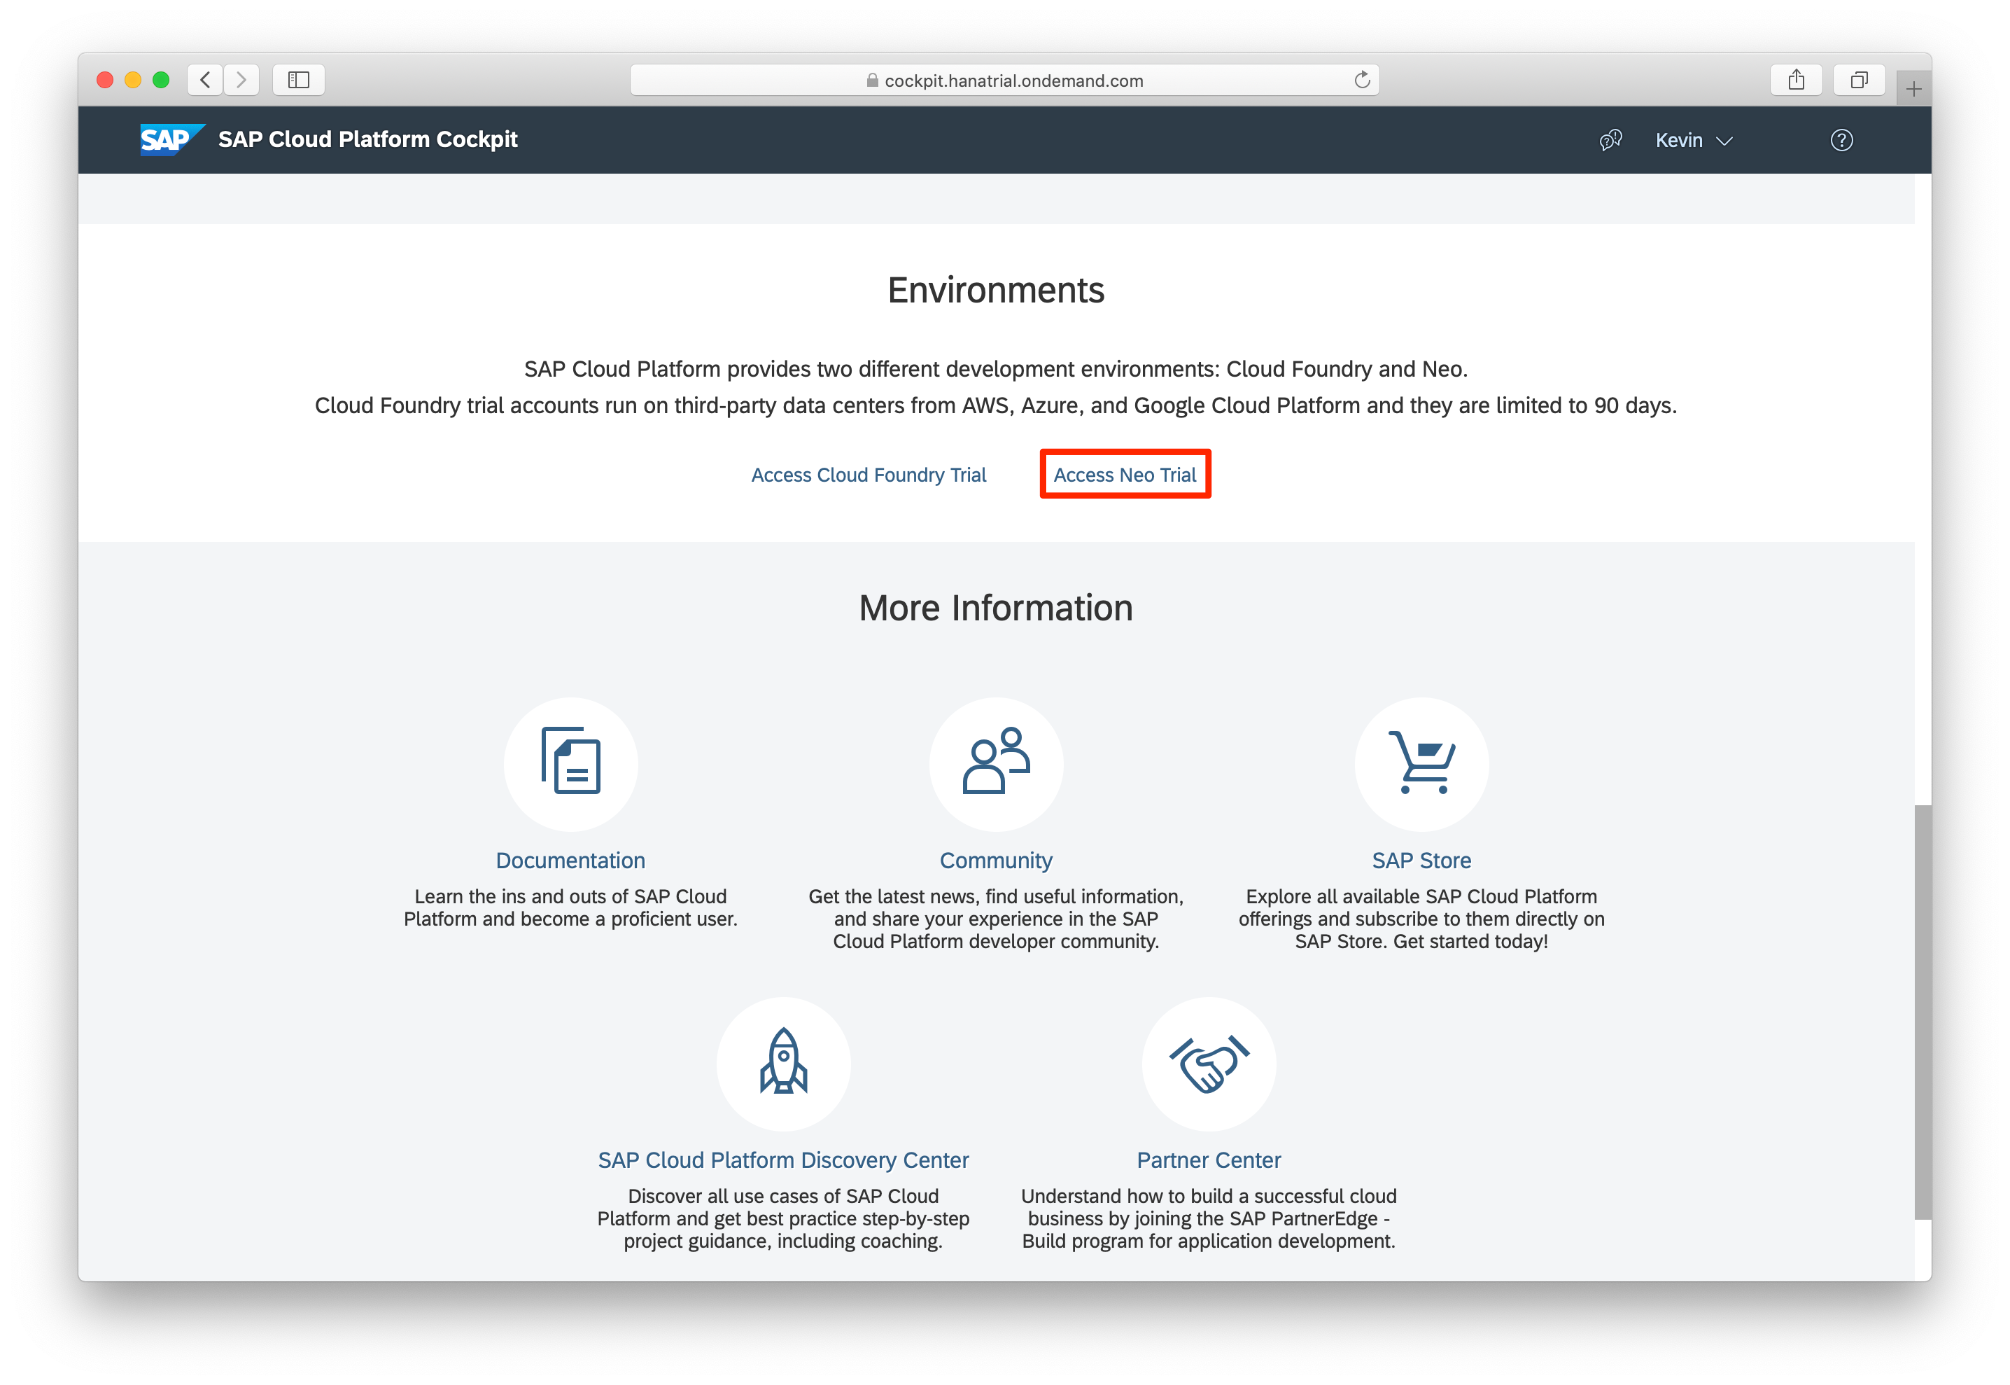 cockpit.hanatrial.ondemand.com
SAP SAP Cloud Platform Cockpit
Kevin
Environments
SAP Cloud Platform provides two different development environments: Cloud Foundry and Neo.
Cloud Foundry trial accounts run on third-party data centers from AWS, Azure, and Google Cloud Platform and they are limited to 90 days.
Access Cloud Foundry Trial
Access Neo Trial
More Information
Documentation
Learn the ins and outs of SAP Cloud
Platform and become a proficient user.
Community
Get the latest news, find useful information,
and share your experience in the SAP
Cloud Platform developer community.
SAP Store
Explore all available SAP Cloud Platform
offerings and subscribe to them directly on
SAP Store. Get started today!
SAP Cloud Platform Discovery Center
Discover all use cases of SAP Cloud
Platform and get best practice step-by-step
project guidance, including coaching.
Partner Center
Understand how to build a successful cloud
business by joining the SAP PartnerEdge -
Build program for application development.